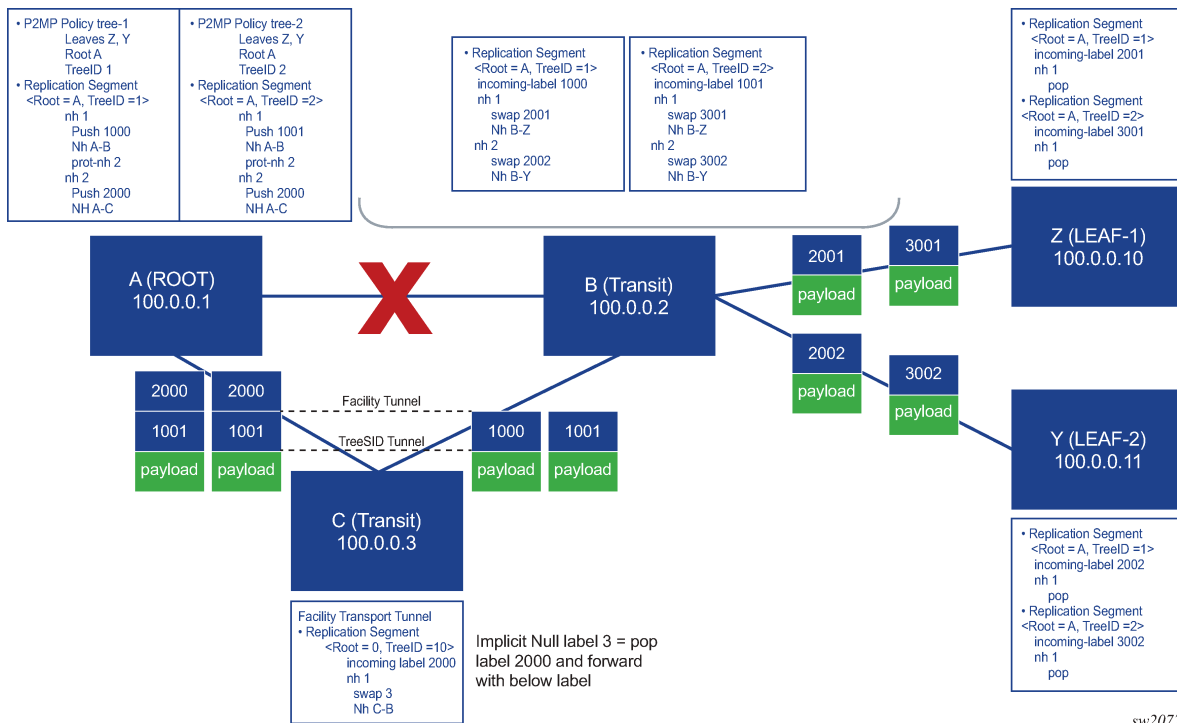 • P2MP Policy tree-1
Leaves Z, Y
Root A
TreeID 1
• Replication Segment
<Root = A, TreeID =1>
nh 1
Push 1000
Nh A-B
prot-nh 2
nh 2
Push 2000
NH A-C
• P2MP Policy tree-2
Leaves Z, Y
Root A
TreeID 2
• Replication Segment
<Root = A, TreeID =2>
nh 1
Push 1001
Nh A-B
prot-nh 2
nh 2
Push 2000
NH A-C
• Replication Segment
<Root = A, TreeID =1>
incoming-label 1000
nh 1
swap 2001
Nh B-Z
nh 2
swap 2002
Nh B-Y
• Replication Segment
<Root = A, TreeID =2>
incoming-label 1001
nh 1
swap 3001
Nh B-Z
nh 2
swap 3002
Nh B-Y
• Replication Segment
<Root = A, TreeID =1>
incoming-label 2001
nh 1
pop
• Replication Segment
<Root = A, TreeID =2>
incoming-label 3001
nh 1
pop
A (ROOT)
100.0.0.1
B (Transit)
100.0.0.2
2001
payload
3001
payload
Z (LEAF-1)
100.0.0.10
2002
payload
3002
payload
Y (LEAF-2)
100.0.0.11
2000
1001
payload
2000
1001
payload
Facility Tunnel
TreeSID Tunnel
1000
payload
1001
payload
C (Transit)
100.0.0.3
Facility Transport Tunnel
• Replication Segment
<Root = 0, TreeID =10>
incoming label 2000
nh 1
swap 3
Nh C-B
Implicit Null label 3 = pop
label 2000 and forward
with below label
• Replication Segment
<Root = A, TreeID =1>
incoming-label 2002
nh 1
pop
• Replication Segment
<Root = A, TreeID =2>
incoming-label 3002
nh 1
pop